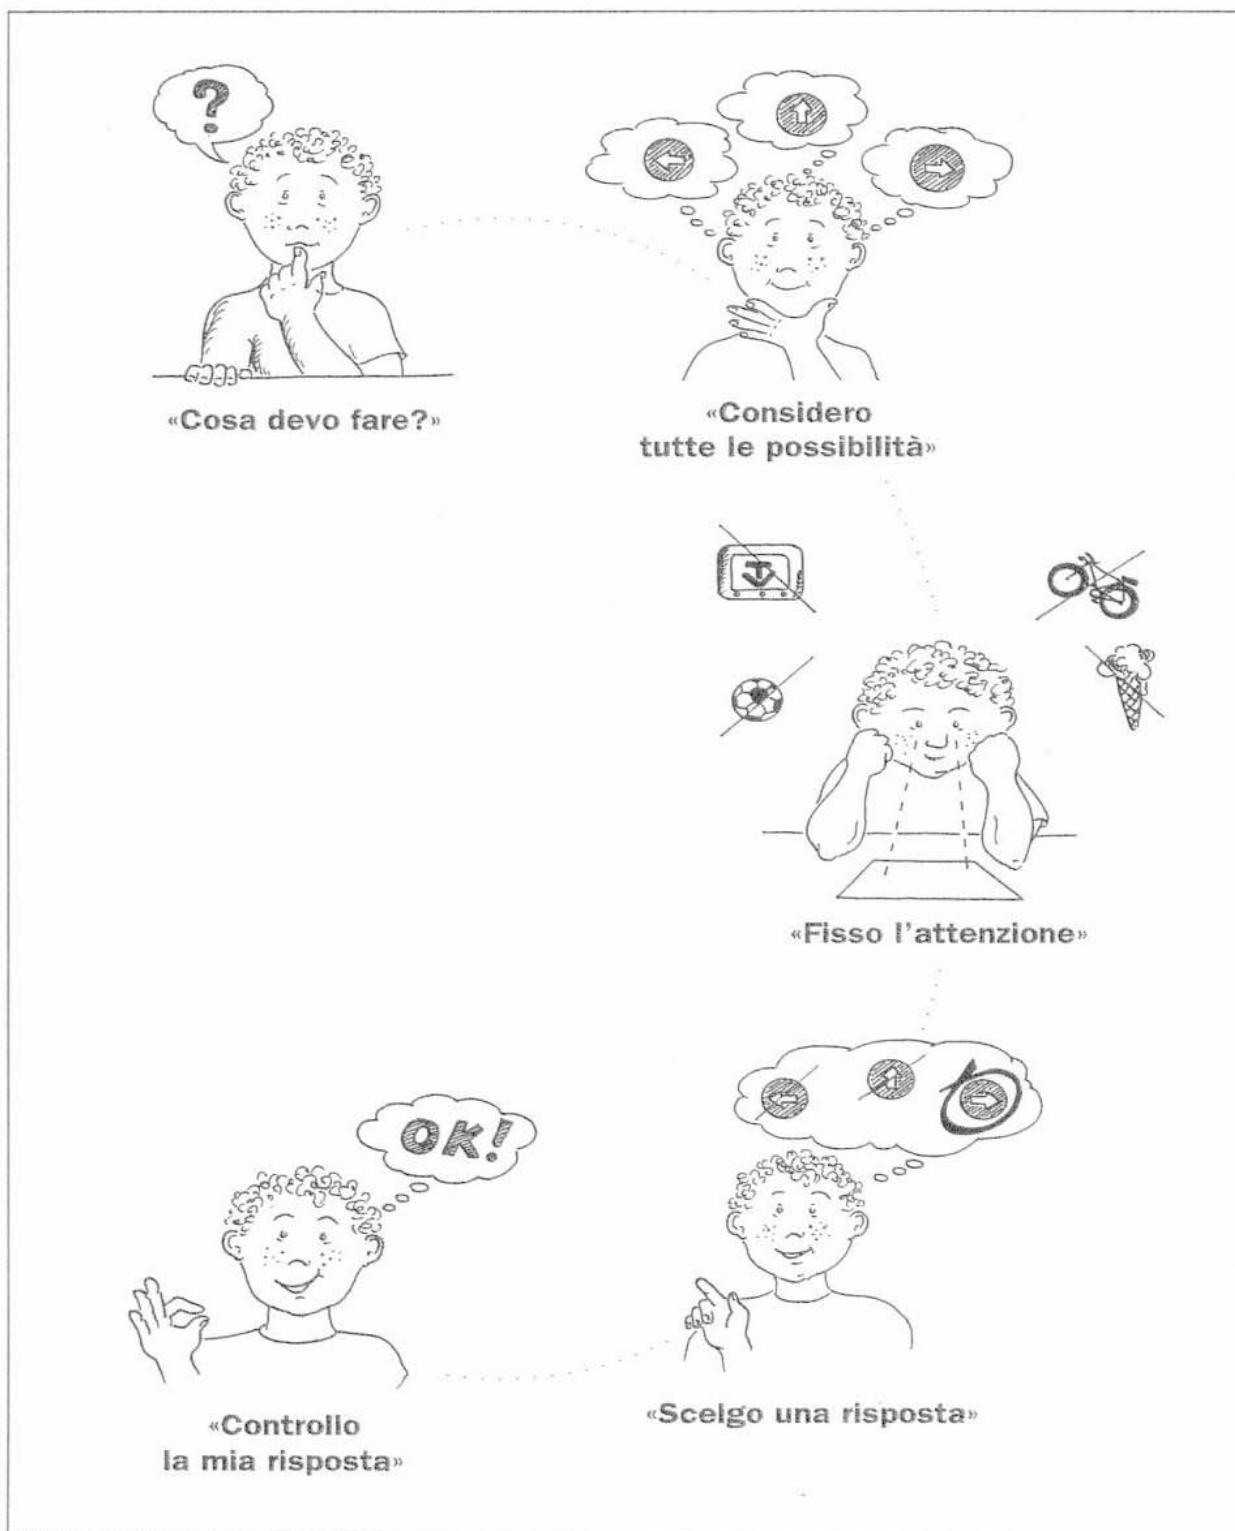 ?
«Cosa devo fare?»
«Considero
tutte le possibilità»
«Fisso l'attenzione»
OK!
«Scelgo una risposta»
«Controllo
la mia risposta»